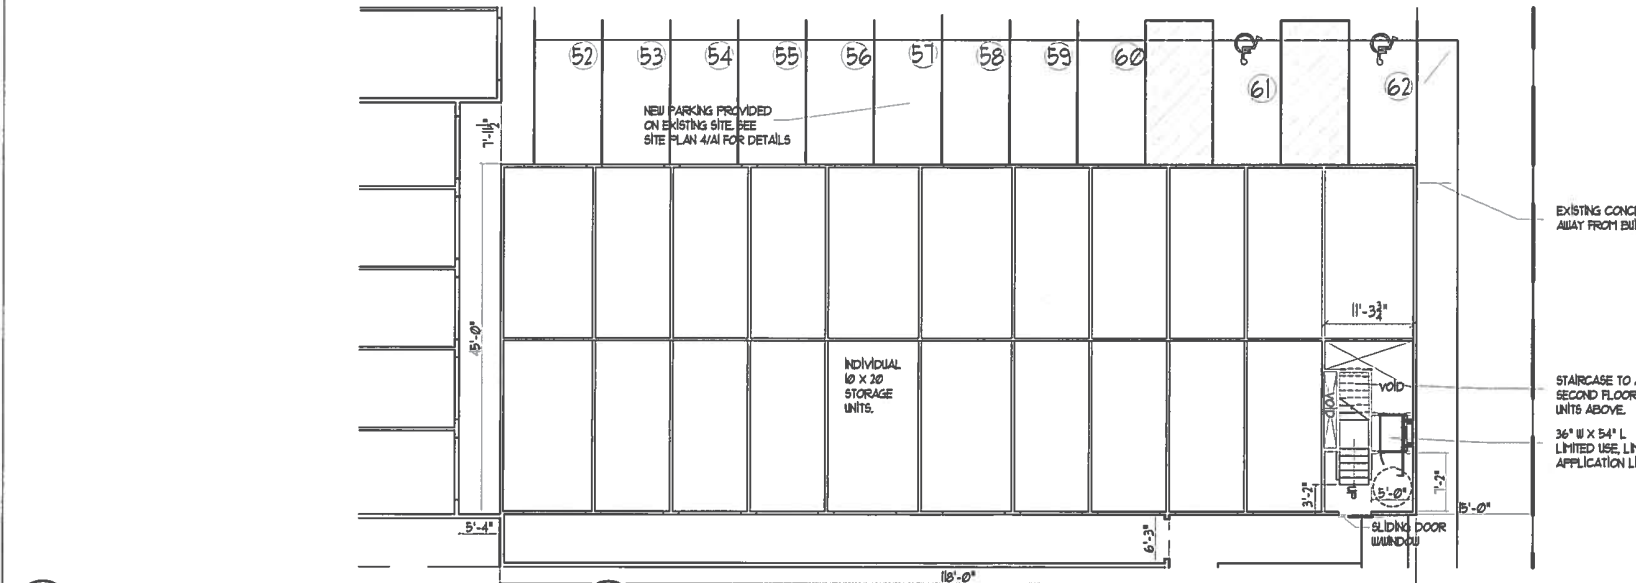 52
53
54
55
56
57
58
59
60
61
62
NEW PARKING PROVIDED
ON EXISTING SITE. SEE
SITE PLAN 4/A1 FOR DETAILS
7'-11½"
EXISTING CONC
AWAY FROM
11'-3¾"
45'-0"
INDIVIDUAL
10 X 20
STORAGE
UNITS.
VOID
VOID
STAIRCASE TO
SECOND FLOOR
UNITS ABOVE.
36" W X 54" L
LIMITED USE,
APPLICATION
3'-2"
UP
5'-0"
7'-2"
15'-0"
5'-4"
6'-3"
SLIDING DOOR
W/WINDOW
118'-0"